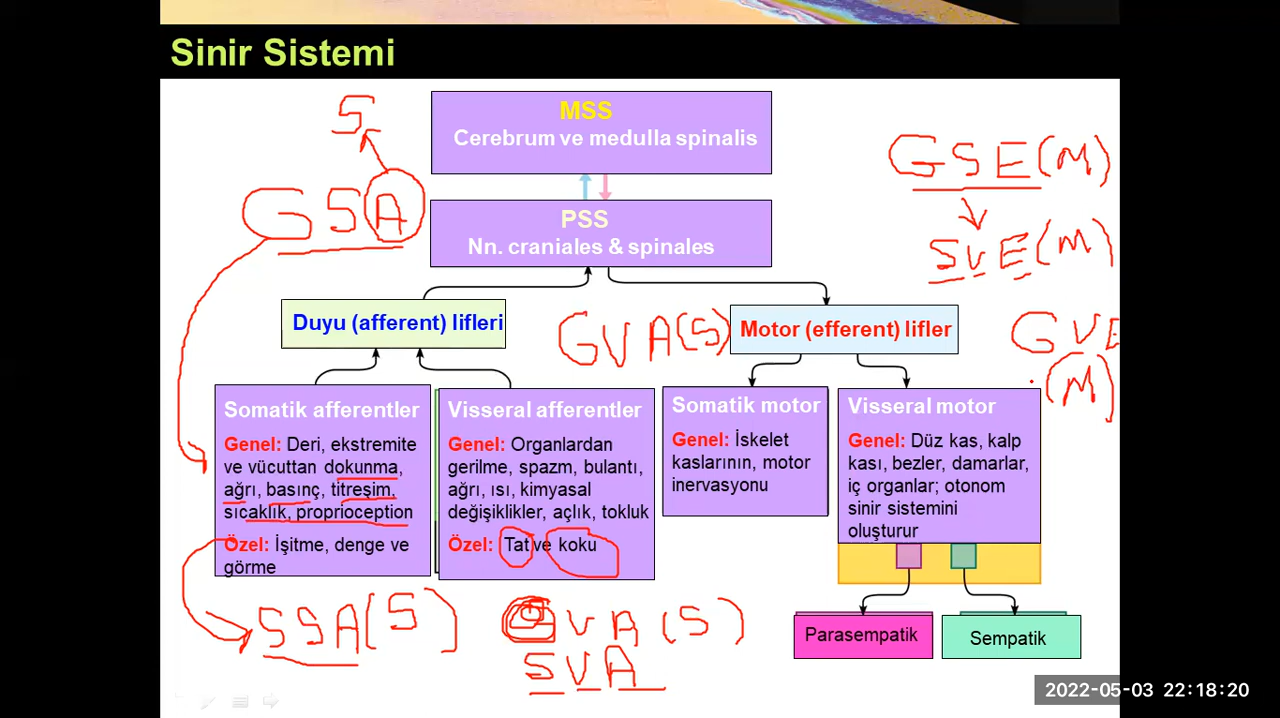 Sinir Sistemi
MSS
Cerebrum ve medulla spinalis
S
GSA
GSE(M)
SVE(M)
PSS
Nn. craniales & spinales
Duyu (afferent) lifleri
GVA(S)
Motor (efferent) lifler
GVE
(M)
Somatik afferentler
Genel: Deri, ekstremite
ve vücuttan dokunma,
ağrı, basınç, titreşim,
sıcaklık, proprioception
Özel: İşitme, denge ve
görme
Visseral afferentler
Genel: Organlardan
gerilme, spazm, bulantı,
ağrı, ısı, kimyasal
değişiklikler, açlık, tokluk
Özel: Tat ve koku
Somatik motor
Genel: İskelet
kaslarının, motor
inervasyonu
Visseral motor
Genel: Düz kas, kalp
kası, bezler, damarlar,
iç organlar; otonom
sinir sistemini
oluşturur
Parasempatik
Sempatik
SSA(S)
VA(S)
SVA
2022-05-03 22:18:20